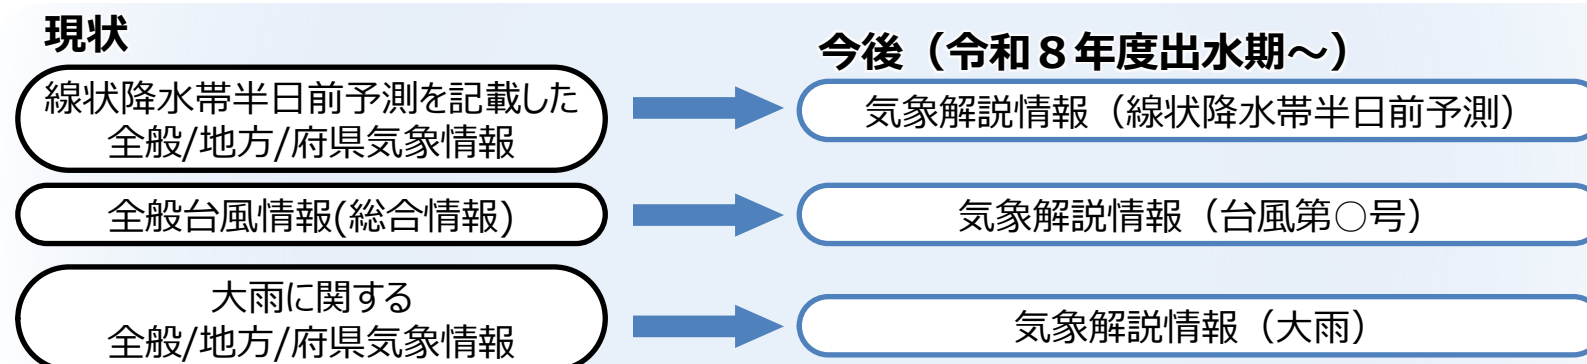 現状
今後（令和８年度出水期～）
線状降水帯半日前予測を記載した
全般/地方/府県気象情報
気象解説情報（線状降水帯半日前予測）
全般台風情報(総合情報)
気象解説情報（台風第○号）
大雨に関する
全般/地方/府県気象情報
気象解説情報（大雨）